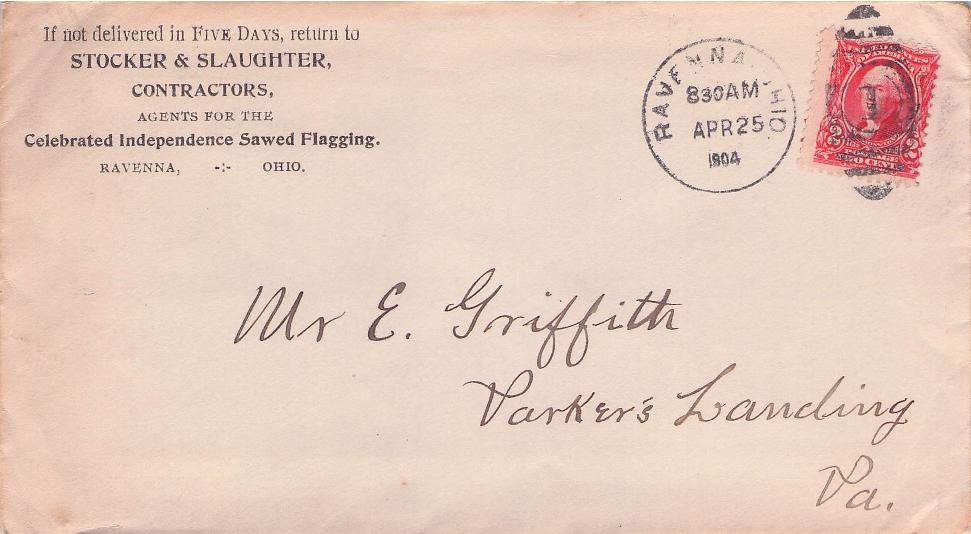 If not delivered in FIVE DAYS, return to
STOCKER & SLAUGHTER,
CONTRACTORS,
AGENTS FOR THE
Celebrated Independence Sawed Flagging.
RAVENNA, -:- OHIO.
RAVENNA, OHIO
830AM
APR25
1904
Mr E. Griffith
Parker's Landing
Pa.